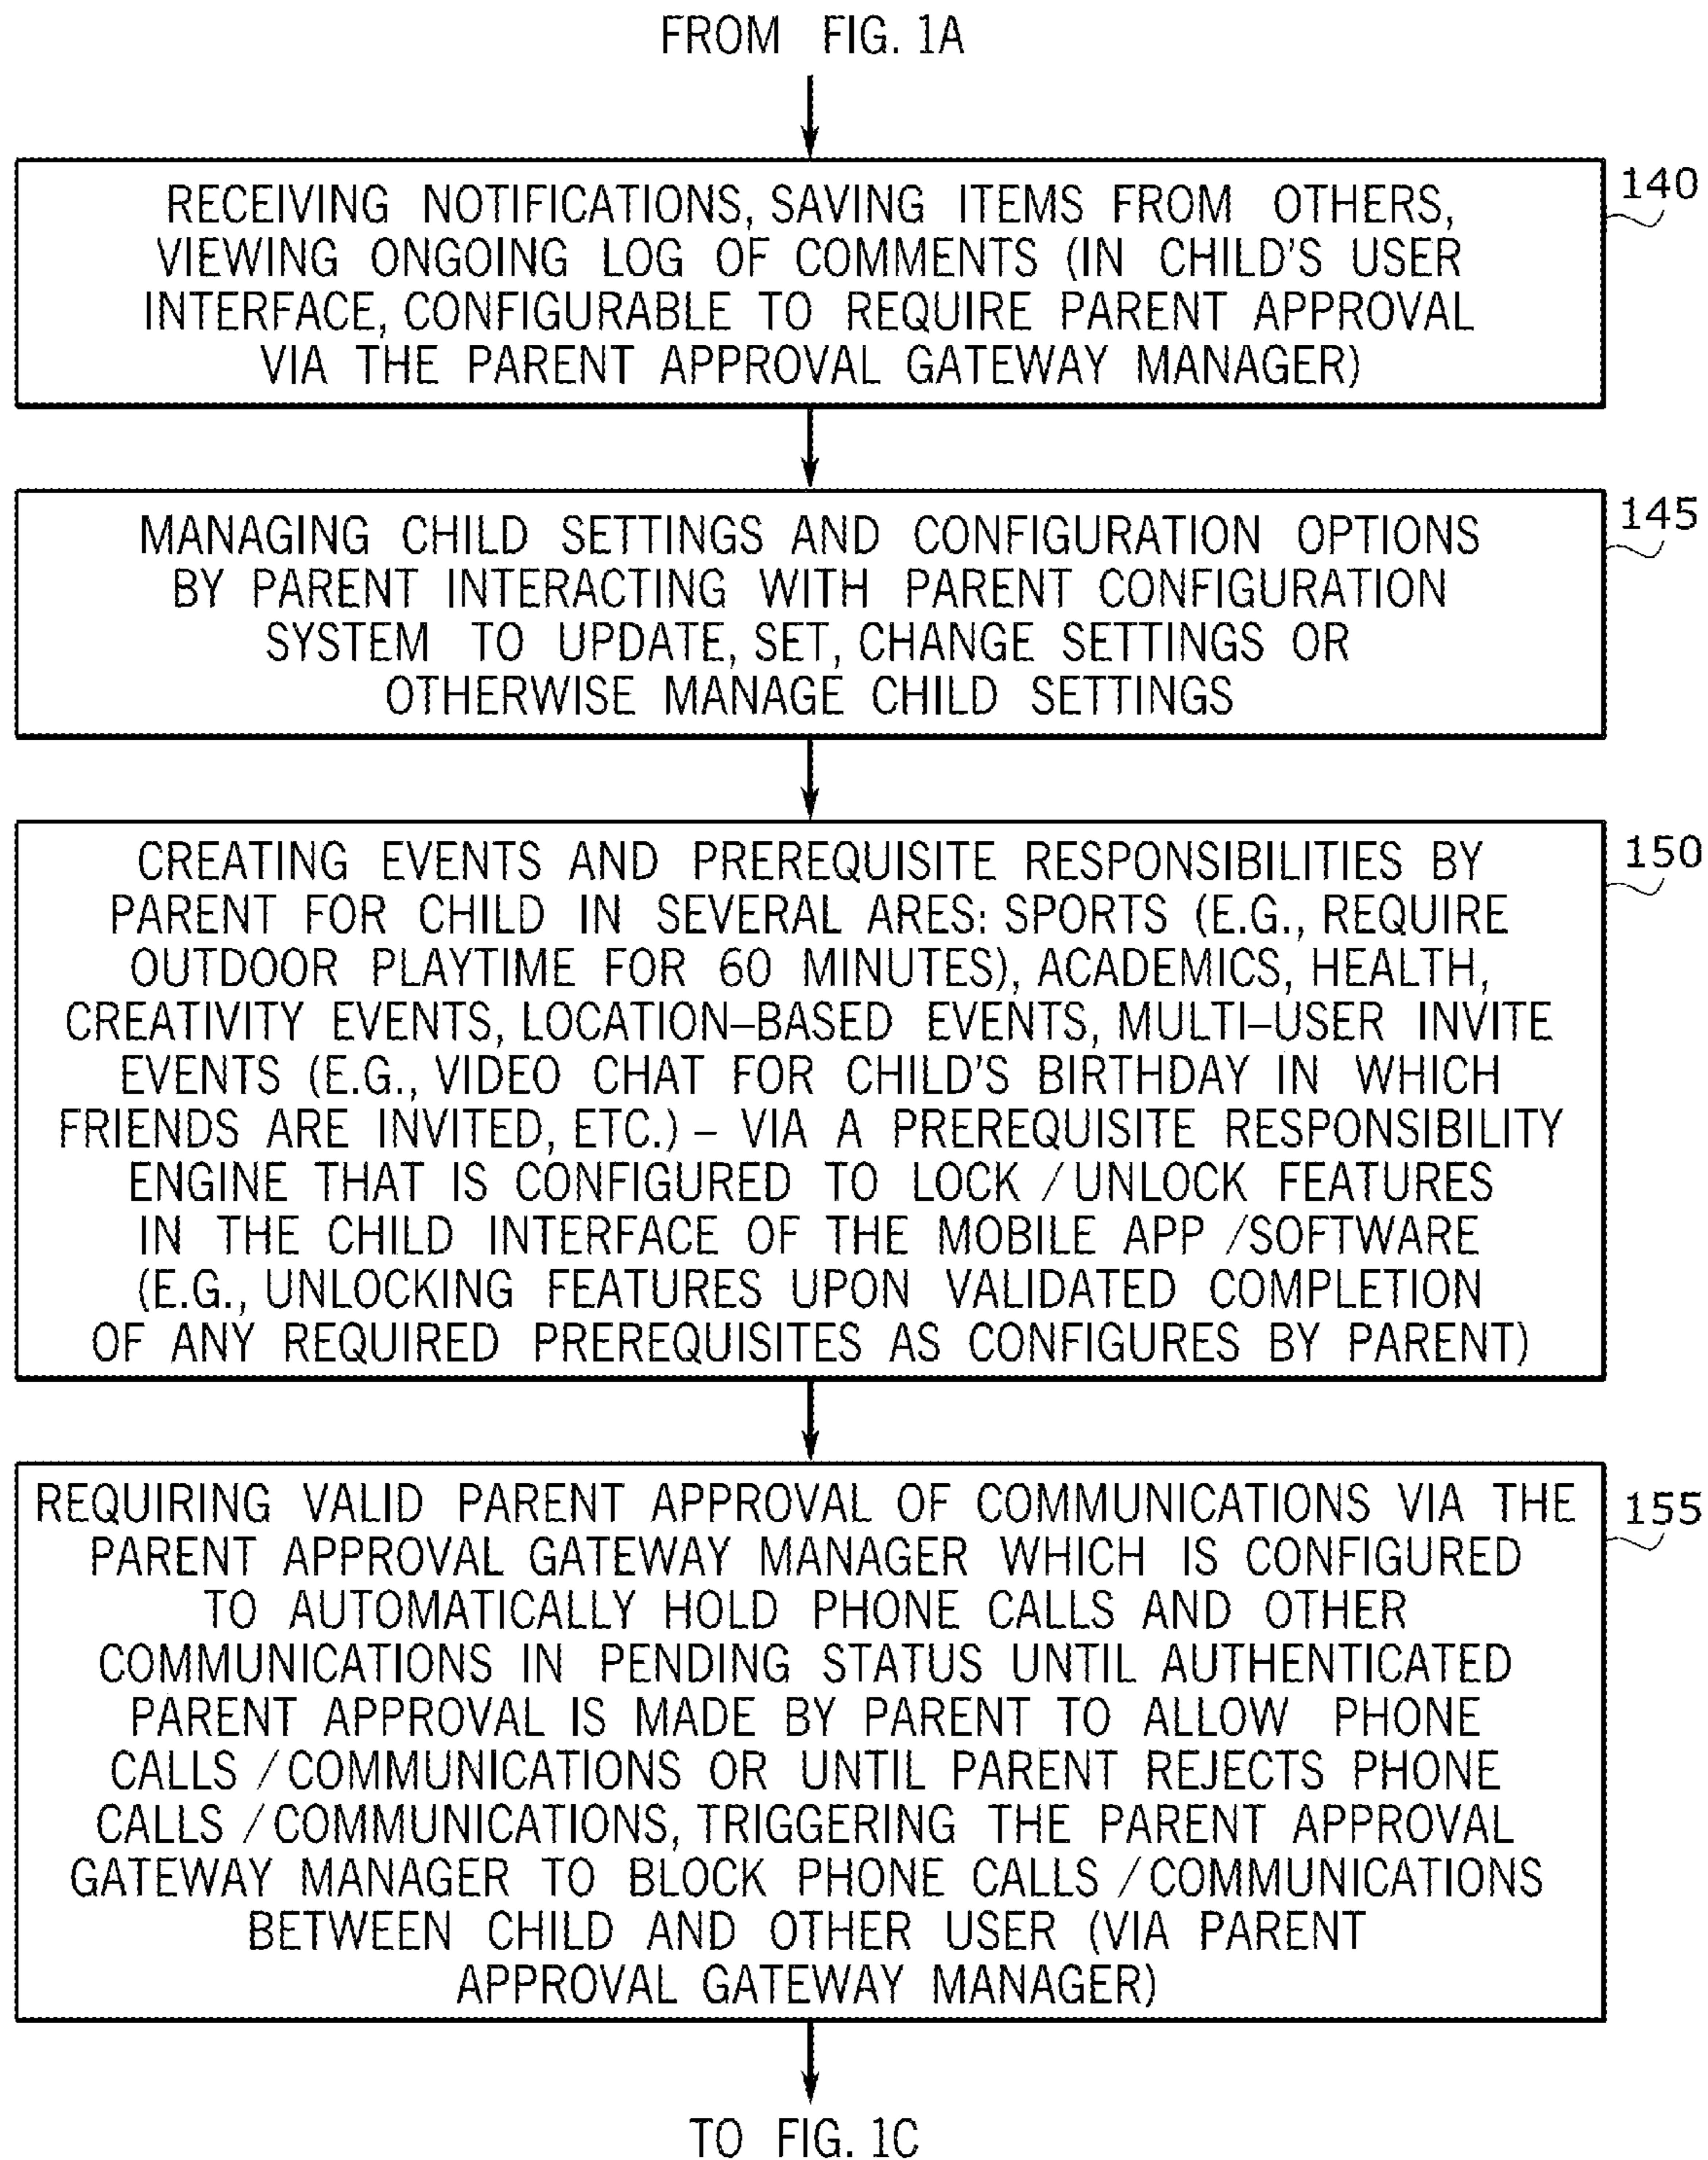 FROM FIG. 1A
140
RECEIVING NOTIFICATIONS, SAVING ITEMS FROM OTHERS,
VIEWING ONGOING LOG OF COMMENTS (IN CHILD'S USER
INTERFACE, CONFIGURABLE TO REQUIRE PARENT APPROVAL
VIA THE PARENT APPROVAL GATEWAY MANAGER)
145
MANAGING CHILD SETTINGS AND CONFIGURATION OPTIONS
BY PARENT INTERACTING WITH PARENT CONFIGURATION
SYSTEM TO UPDATE, SET, CHANGE SETTINGS OR
OTHERWISE MANAGE CHILD SETTINGS
150
CREATING EVENTS AND PREREQUISITE RESPONSIBILITIES BY
PARENT FOR CHILD IN SEVERAL ARES: SPORTS (E.G., REQUIRE
OUTDOOR PLAYTIME FOR 60 MINUTES), ACADEMICS, HEALTH,
CREATIVITY EVENTS, LOCATION–BASED EVENTS, MULTI–USER INVITE
EVENTS (E.G., VIDEO CHAT FOR CHILD'S BIRTHDAY IN WHICH
FRIENDS ARE INVITED, ETC.) – VIA A PREREQUISITE RESPONSIBILITY
ENGINE THAT IS CONFIGURED TO LOCK /UNLOCK FEATURES
IN THE CHILD INTERFACE OF THE MOBILE APP /SOFTWARE
(E.G., UNLOCKING FEATURES UPON VALIDATED COMPLETION
OF ANY REQUIRED PREREQUISITES AS CONFIGURES BY PARENT)
155
REQUIRING VALID PARENT APPROVAL OF COMMUNICATIONS VIA THE
PARENT APPROVAL GATEWAY MANAGER WHICH IS CONFIGURED
TO AUTOMATICALLY HOLD PHONE CALLS AND OTHER
COMMUNICATIONS IN PENDING STATUS UNTIL AUTHENTICATED
PARENT APPROVAL IS MADE BY PARENT TO ALLOW PHONE
CALLS /COMMUNICATIONS OR UNTIL PARENT REJECTS PHONE
CALLS /COMMUNICATIONS, TRIGGERING THE PARENT APPROVAL
GATEWAY MANAGER TO BLOCK PHONE CALLS /COMMUNICATIONS
BETWEEN CHILD AND OTHER USER (VIA PARENT
APPROVAL GATEWAY MANAGER)
TO FIG. 1C